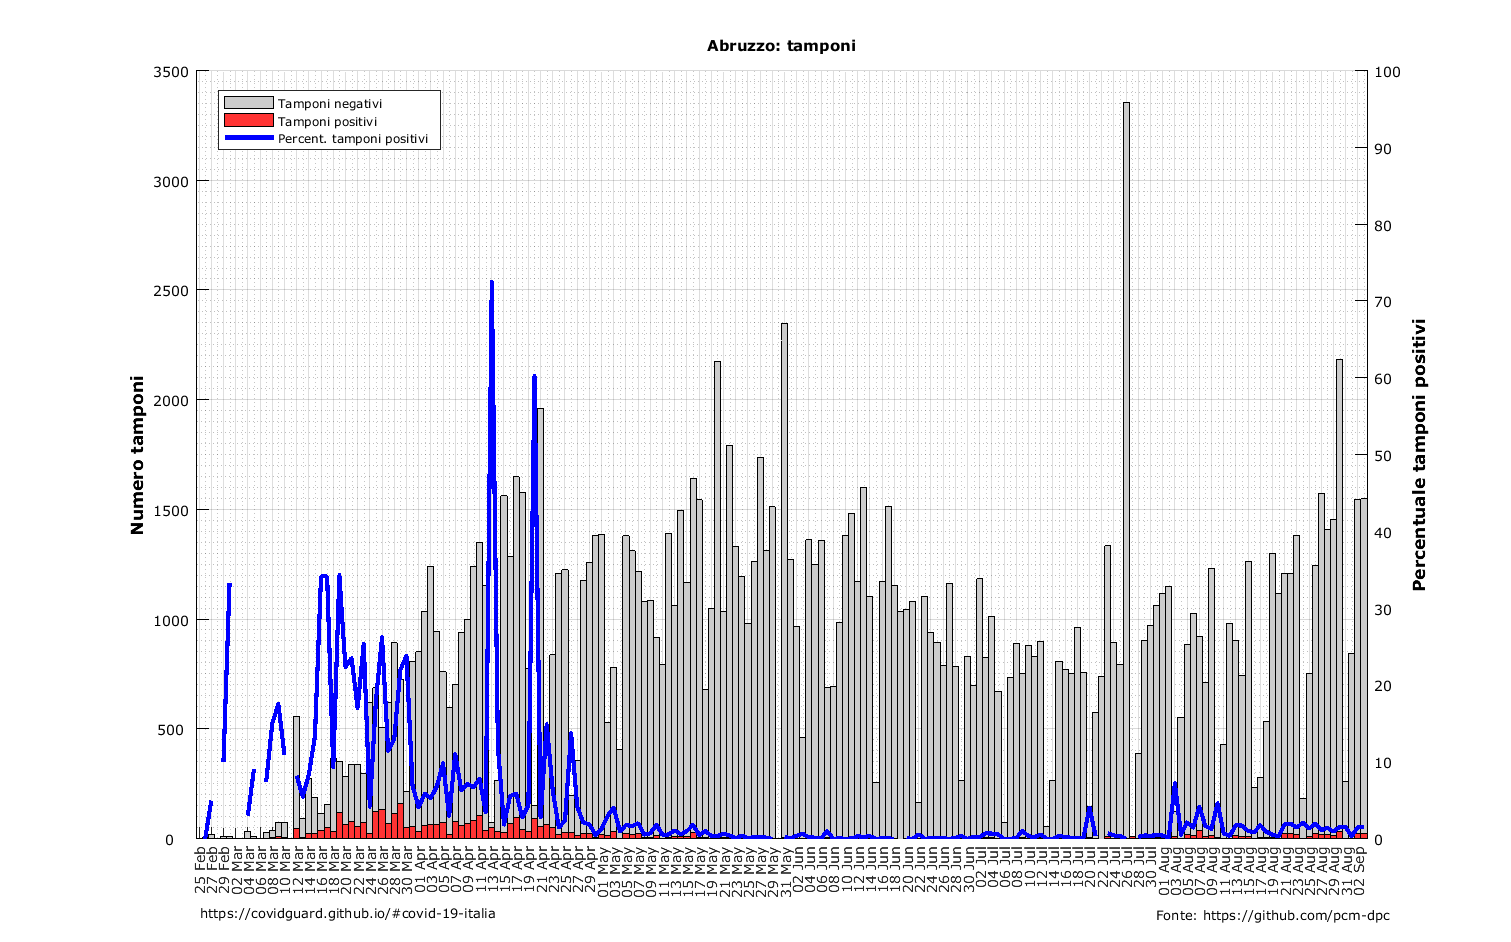 Abruzzo: tamponi
3500
3000
2500
2000
1500
1000
500
0
Numero tamponi
Tamponi negativi
Tamponi positivi
Percent. tamponi positivi
100
90
80
70
60
50
40
30
20
10
0
Percentuale tamponi positivi
25 Feb
27 Feb
29 Feb
02 Mar
04 Mar
06 Mar
08 Mar
10 Mar
12 Mar
14 Mar
16 Mar
18 Mar
20 Mar
22 Mar
24 Mar
26 Mar
28 Mar
30 Mar
01 Apr
03 Apr
05 Apr
07 Apr
09 Apr
11 Apr
13 Apr
15 Apr
17 Apr
19 Apr
21 Apr
23 Apr
25 Apr
27 Apr
29 Apr
01 May
03 May
05 May
07 May
09 May
11 May
13 May
15 May
17 May
19 May
21 May
23 May
25 May
27 May
29 May
31 May
02 Jun
04 Jun
06 Jun
08 Jun
10 Jun
12 Jun
14 Jun
16 Jun
18 Jun
20 Jun
22 Jun
24 Jun
26 Jun
28 Jun
30 Jun
02 Jul
04 Jul
06 Jul
08 Jul
10 Jul
12 Jul
14 Jul
16 Jul
18 Jul
20 Jul
22 Jul
24 Jul
26 Jul
28 Jul
30 Jul
01 Aug
03 Aug
05 Aug
07 Aug
09 Aug
11 Aug
13 Aug
15 Aug
17 Aug
19 Aug
21 Aug
23 Aug
25 Aug
27 Aug
29 Aug
31 Aug
02 Sep
https://covidguard.github.io/#covid-19-italia
Fonte: https://github.com/pcm-dpc